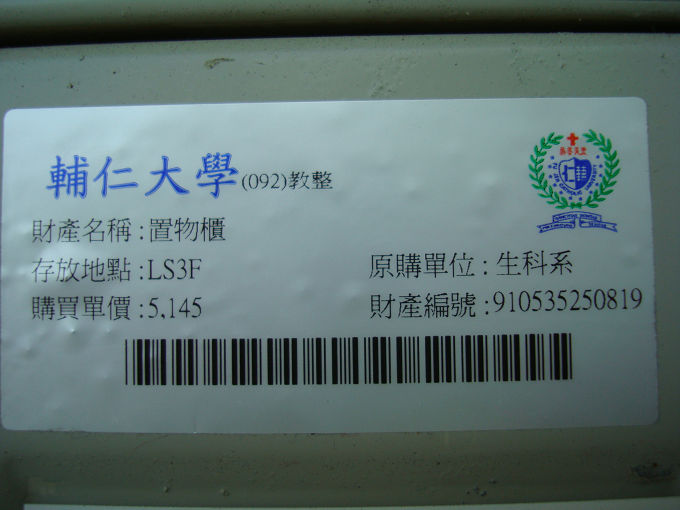 輔仁大學(092)教整
財產名稱:置物櫃
存放地點:LS3F 原購單位:生科系
購買單價:5,145 財產編號:910535250819